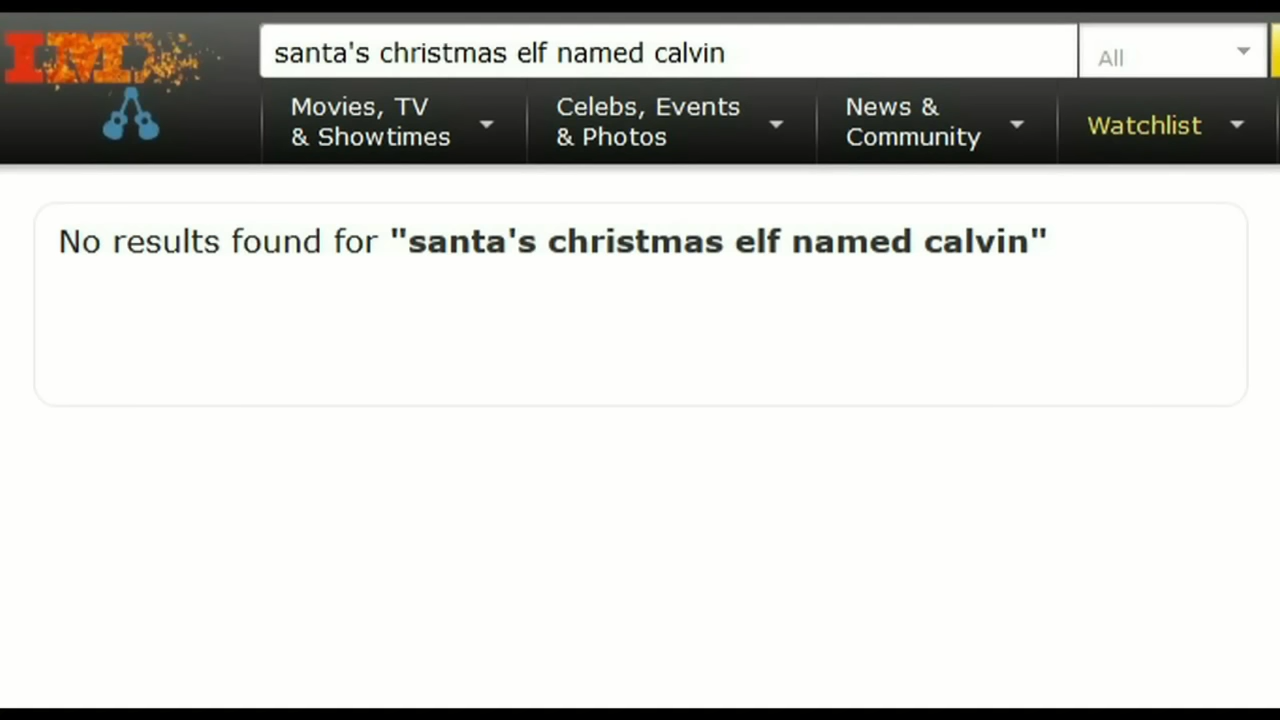 IM
santa's christmas elf named calvin
All
Movies, TV
& Showtimes
Celebs, Events
& Photos
News &
Community
Watchlist
No results found for "santa's christmas elf named calvin"